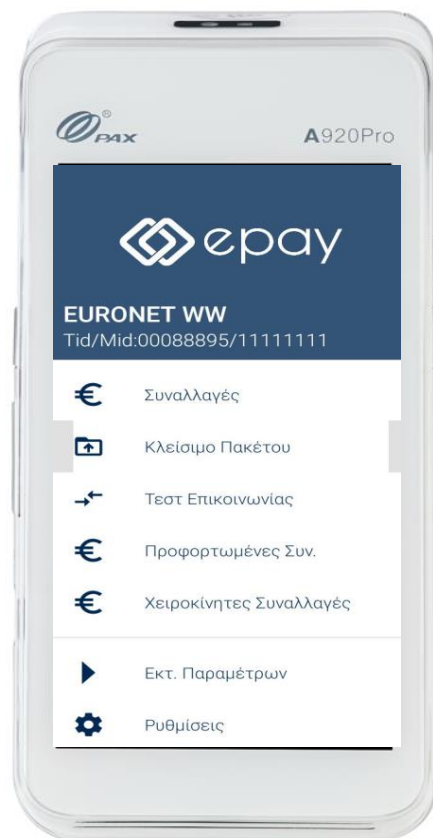 PAX®
A920Pro
epay
EURONET WW
Tid/Mid:00088895/11111111
Συναλλαγές
Κλείσιμο Πακέτου
Τεστ Επικοινωνίας
Προφορτωμένες Συν.
Χειροκίνητες Συναλλαγές
Εκτ. Παραμέτρων
Ρυθμίσεις